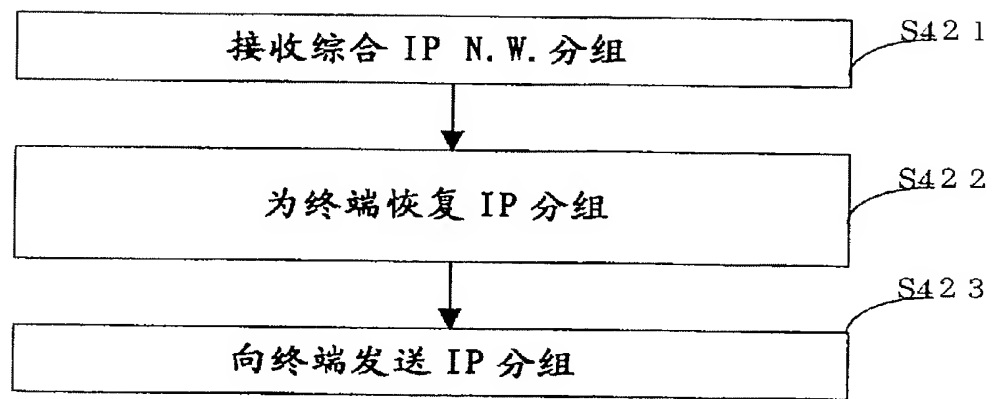 接收综合 IP N.W.分组
S421
为终端恢复 IP 分组
S422
S423
向终端发送 IP 分组